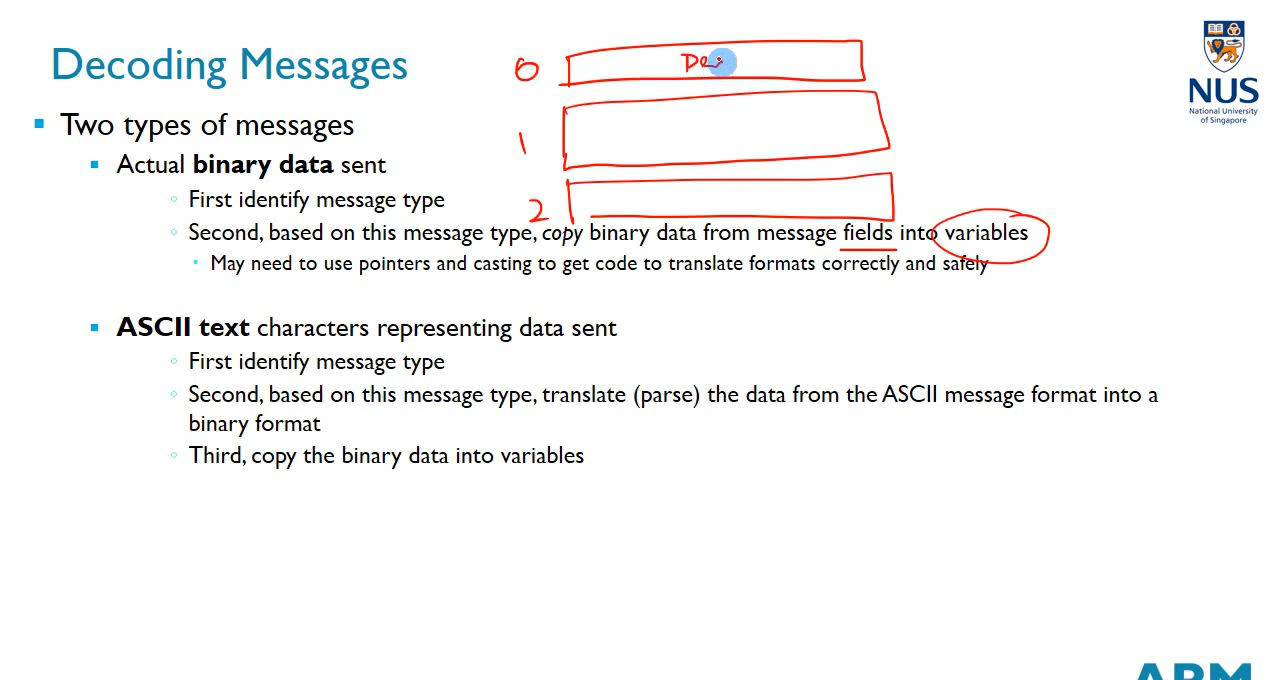 Decoding Messages
0
NUS
National University
of Singapore
Two types of messages
1
Actual binary data sent
First identify message type
2
Second, based on this message type, copy binary data from message fields into variables
May need to use pointers and casting to get code to translate formats correctly and safely
ASCII text characters representing data sent
First identify message type
Second, based on this message type, translate (parse) the data from the ASCII message format into a
binary format
Third, copy the binary data into variables
ARM